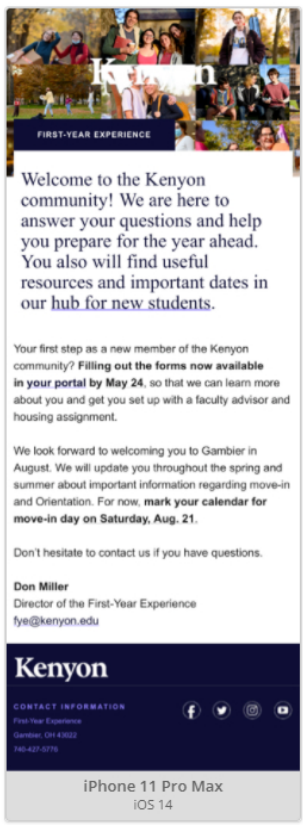 Kenyon
FIRST-YEAR EXPERIENCE
Welcome to the Kenyon
community! We are here to
answer your questions and help
you prepare for the year ahead.
You also will find useful
resources and important dates in
our hub for new students.
Your first step as a new member of the Kenyon
community? Filling out the forms now available
in your portal by May 24, so that we can learn more
about you and get you set up with a faculty advisor and
housing assignment.
We look forward to welcoming you to Gambier in
August. We will update you throughout the spring and
summer about important information regarding move-in
and Orientation. For now, mark your calendar for
move-in day on Saturday, Aug. 21.
Don't hesitate to contact us if you have questions.
Don Miller
Director of the First-Year Experience
fye@kenyon.edu
Kenyon
CONTACT INFORMATION
First-Year Experience
Gambier, OH 43022
740-427-5776
iPhone 11 Pro Max
iOS 14